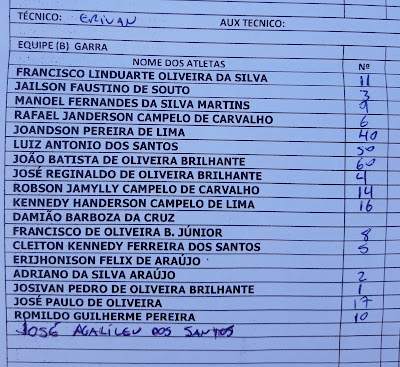 TÉCNICO: ERIVAN AUX TECNICO:
EQUIPE (B) GARRA
NOME DOS ATLETAS Nº
FRANCISCO LINDUARTE OLIVEIRA DA SILVA 11
JAILSON FAUSTINO DE SOUTO 3
MANOEL FERNANDES DA SILVA MARTINS 9
RAFAEL JANDERSON CAMPELO DE CARVALHO 6
JOANDSON PEREIRA DE LIMA 40
LUIZ ANTONIO DOS SANTOS 50
JOÃO BATISTA DE OLIVEIRA BRILHANTE 60
JOSÉ REGINALDO DE OLIVEIRA BRILHANTE 4
ROBSON JAMYLLY CAMPELO DE CARVALHO 14
KENNEDY HANDERSON CAMPELO DE LIMA 16
DAMIÃO BARBOZA DA CRUZ
FRANCISCO DE OLIVEIRA B. JÚNIOR 8
CLEITON KENNEDY FERREIRA DOS SANTOS 5
ERIJHONISON FELIX DE ARAÚJO
ADRIANO DA SILVA ARAÚJO 2
JOSIVAN PEDRO DE OLIVEIRA BRILHANTE 1
JOSÉ PAULO DE OLIVEIRA 17
ROMILDO GUILHERME PEREIRA 10
JOSÉ AGALILEU DOS SANTOS